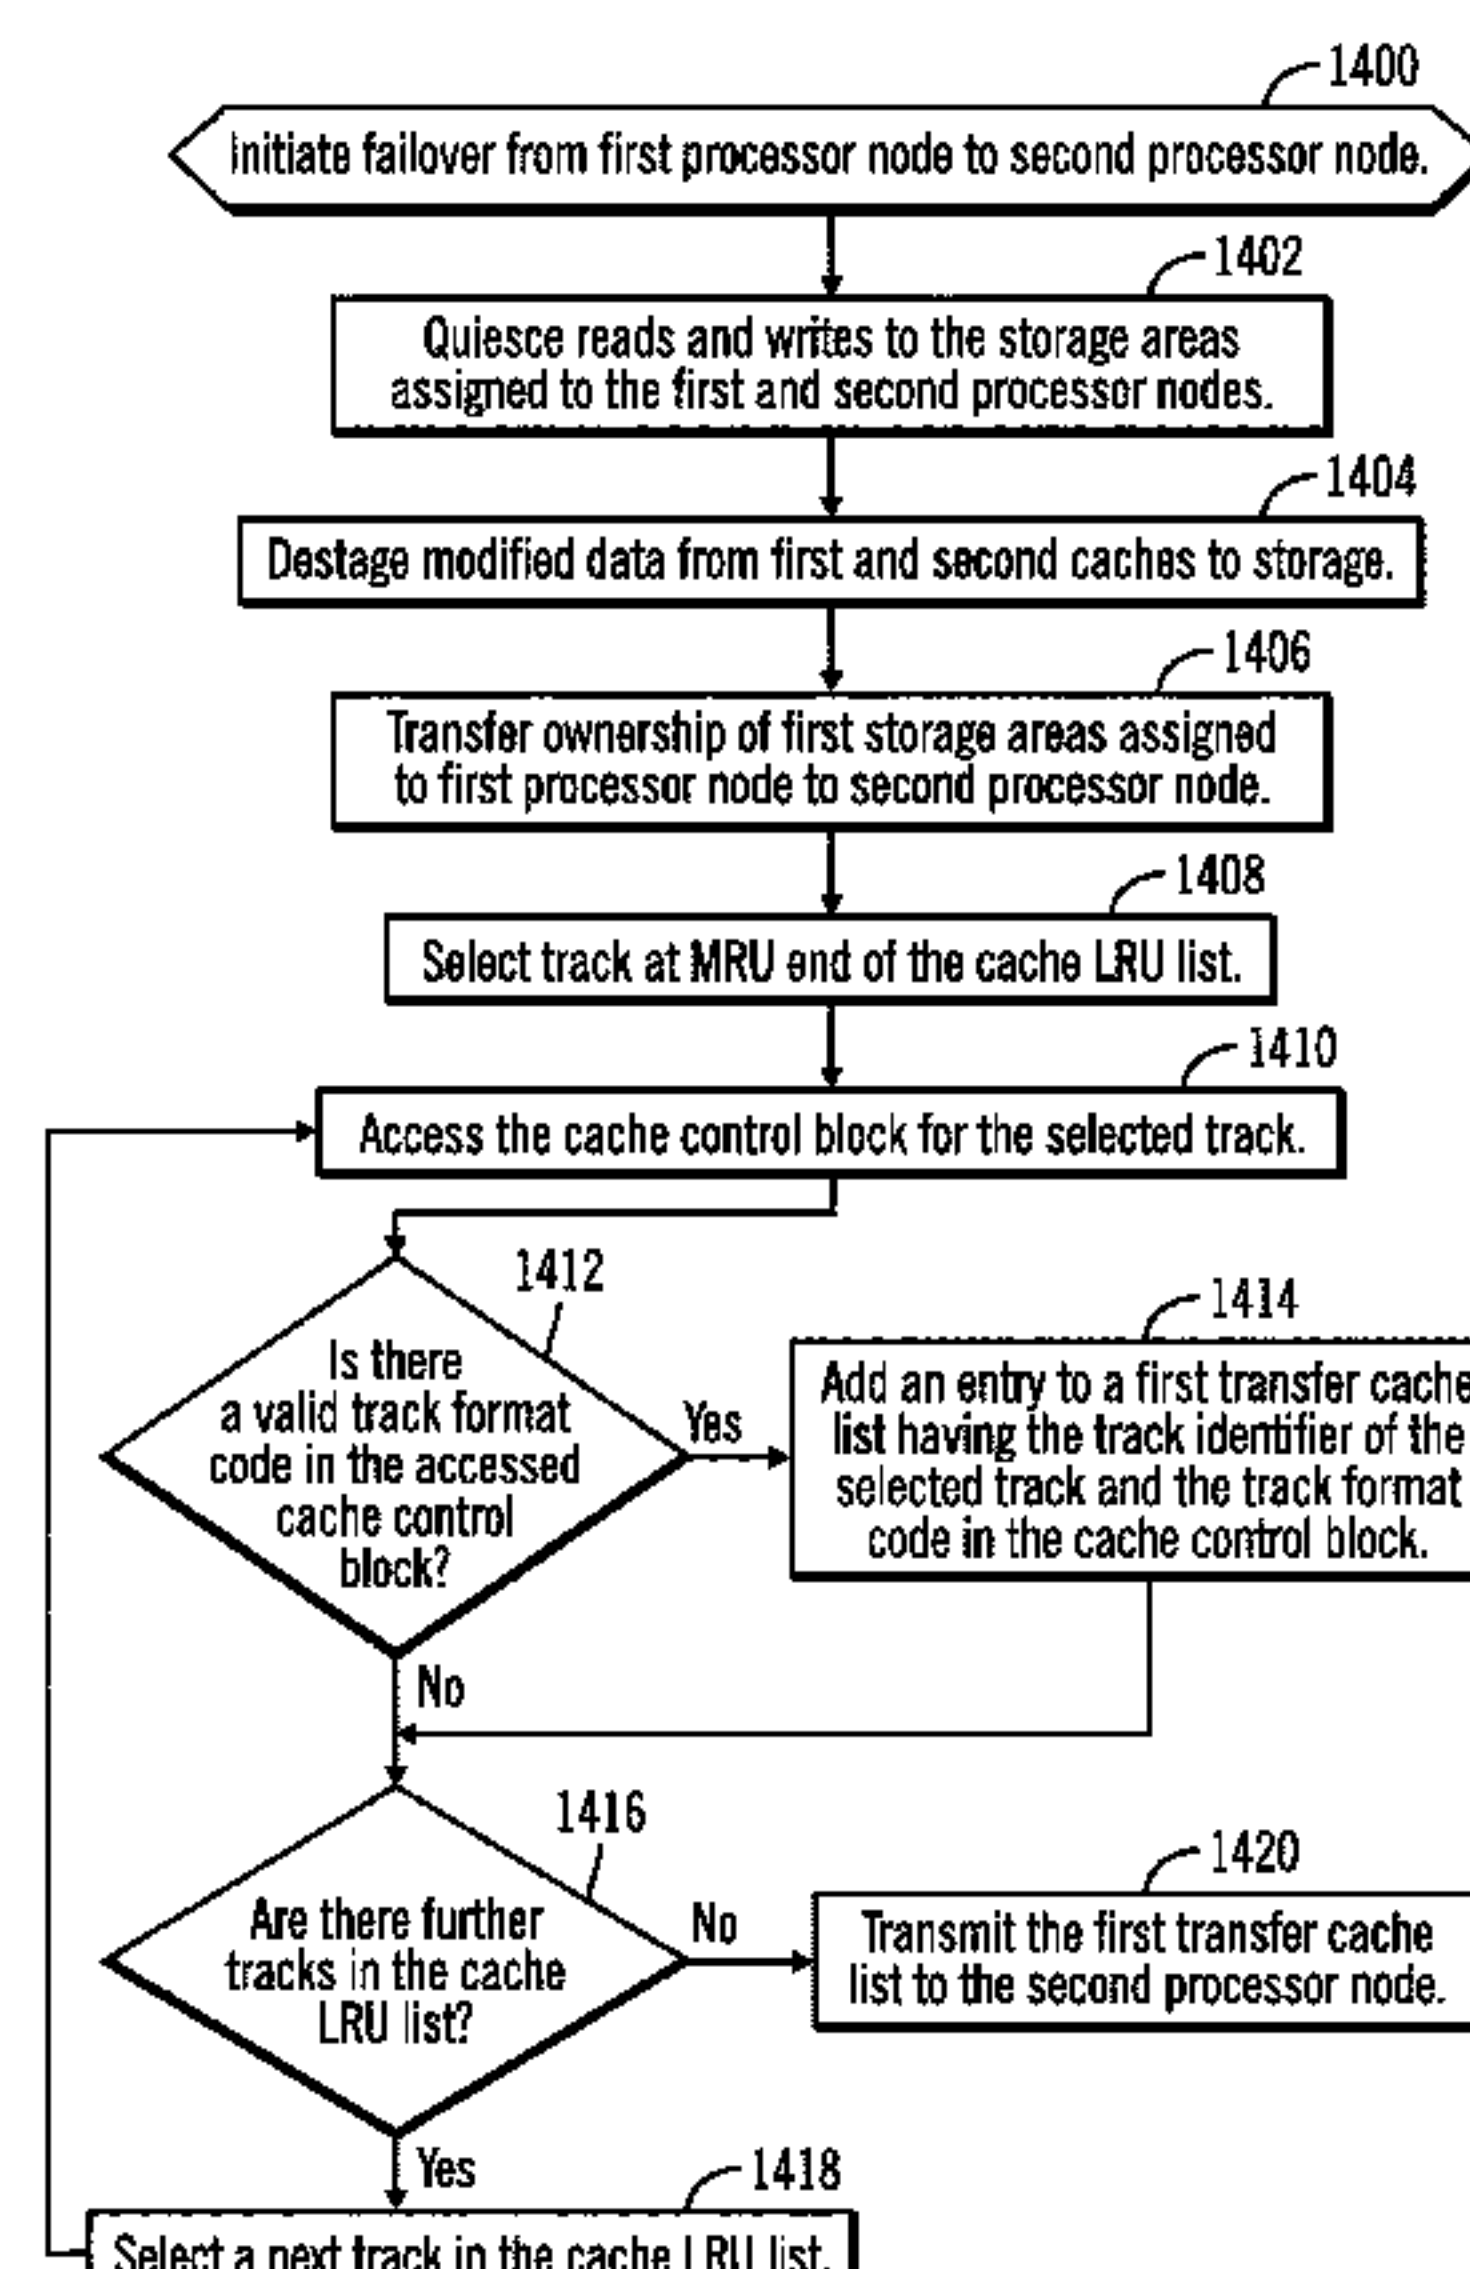 1400
Initiate failover from first processor node to second processor node.
1402
Quiesce reads and writes to the storage areas
assigned to the first and second processor nodes.
1404
Destage modified data from first and second caches to storage.
1406
Transfer ownership of first storage areas assigned
to first processor node to second processor node.
1408
Select track at MRU end of the cache LRU list.
1410
Access the cache control block for the selected track.
1412
Is there
a valid track format
code in the accessed
cache control
block?
Yes
1414
Add an entry to a first transfer cache
list having the track identifier of the
selected track and the track format
code in the cache control block.
No
1416
Are there further
tracks in the cache
LRU list?
No
1420
Transmit the first transfer cache
list to the second processor node.
Yes
1418
Select a next track in the cache LRU list.